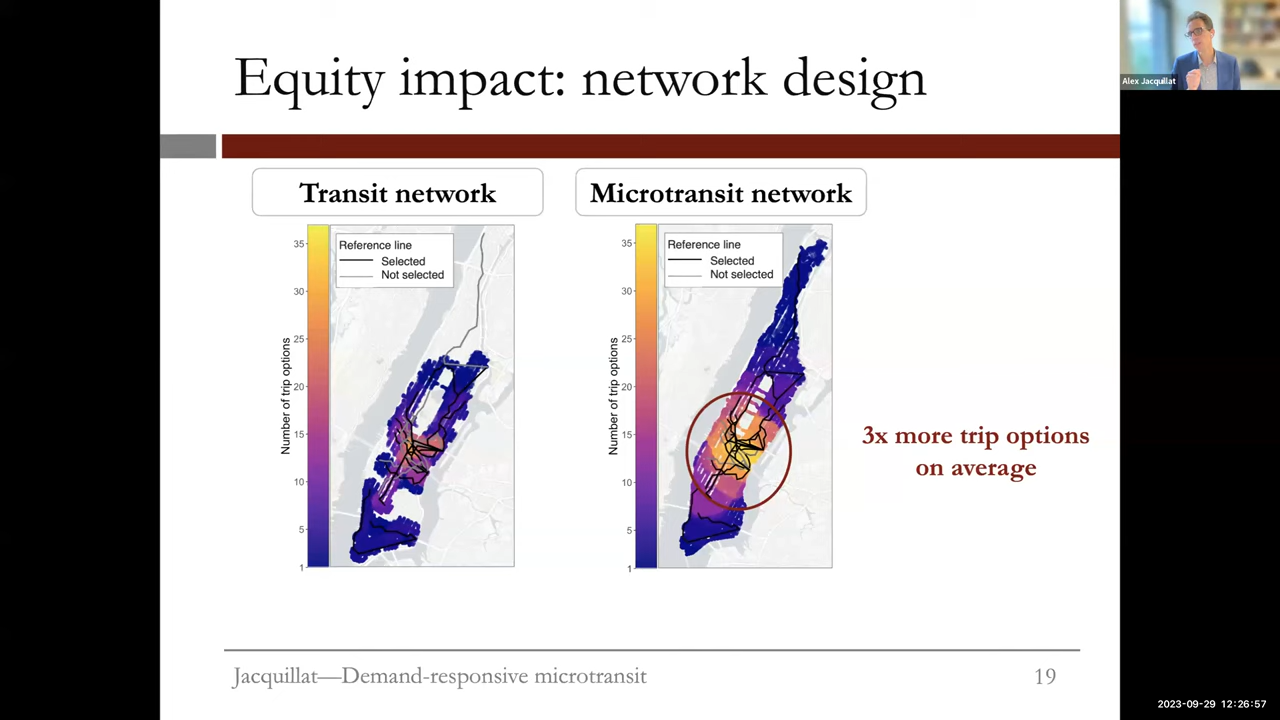 Equity impact: network design
Alex Jacquillat
Transit network
Microtransit network
Reference line
Selected
Not selected
Number of trip options
35
30
25
20
15
10
5
1
Reference line
Selected
Not selected
Number of trip options
35
30
25
20
15
10
5
1
3x more trip options
on average
Jacquillat—Demand-responsive microtransit
19
2023-09-29 12:26:57